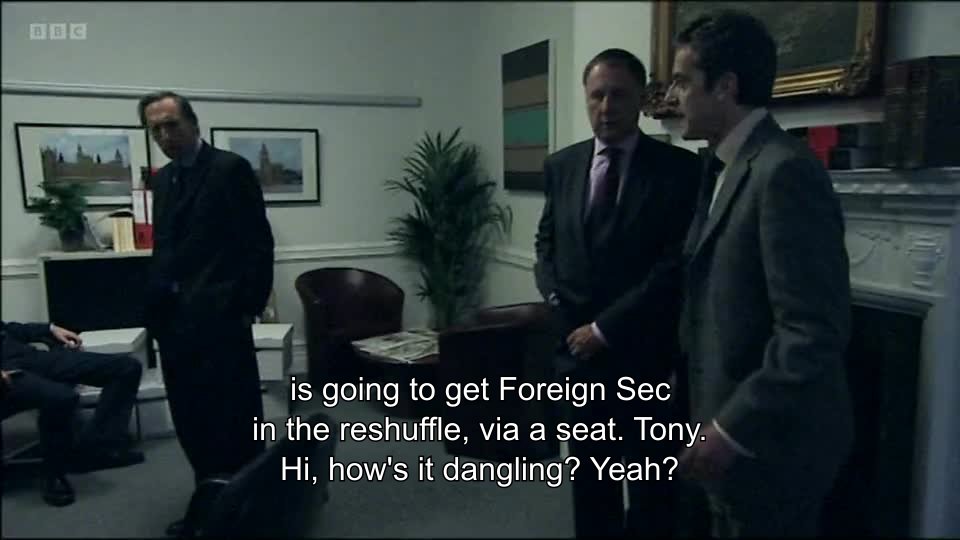 BBC
is going to get Foreign Sec
in the reshuffle, via a seat. Tony.
Hi, how's it dangling? Yeah?